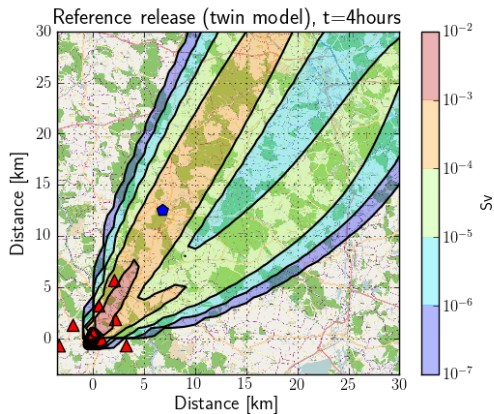 Reference release (twin model), t=4hours
30
25
20
15
10
5
0
Distance [km]
0 5 10 15 20 25 30
Distance [km]
10⁻²
10⁻³
10⁻⁴
10⁻⁵
10⁻⁶
10⁻⁷
Sv